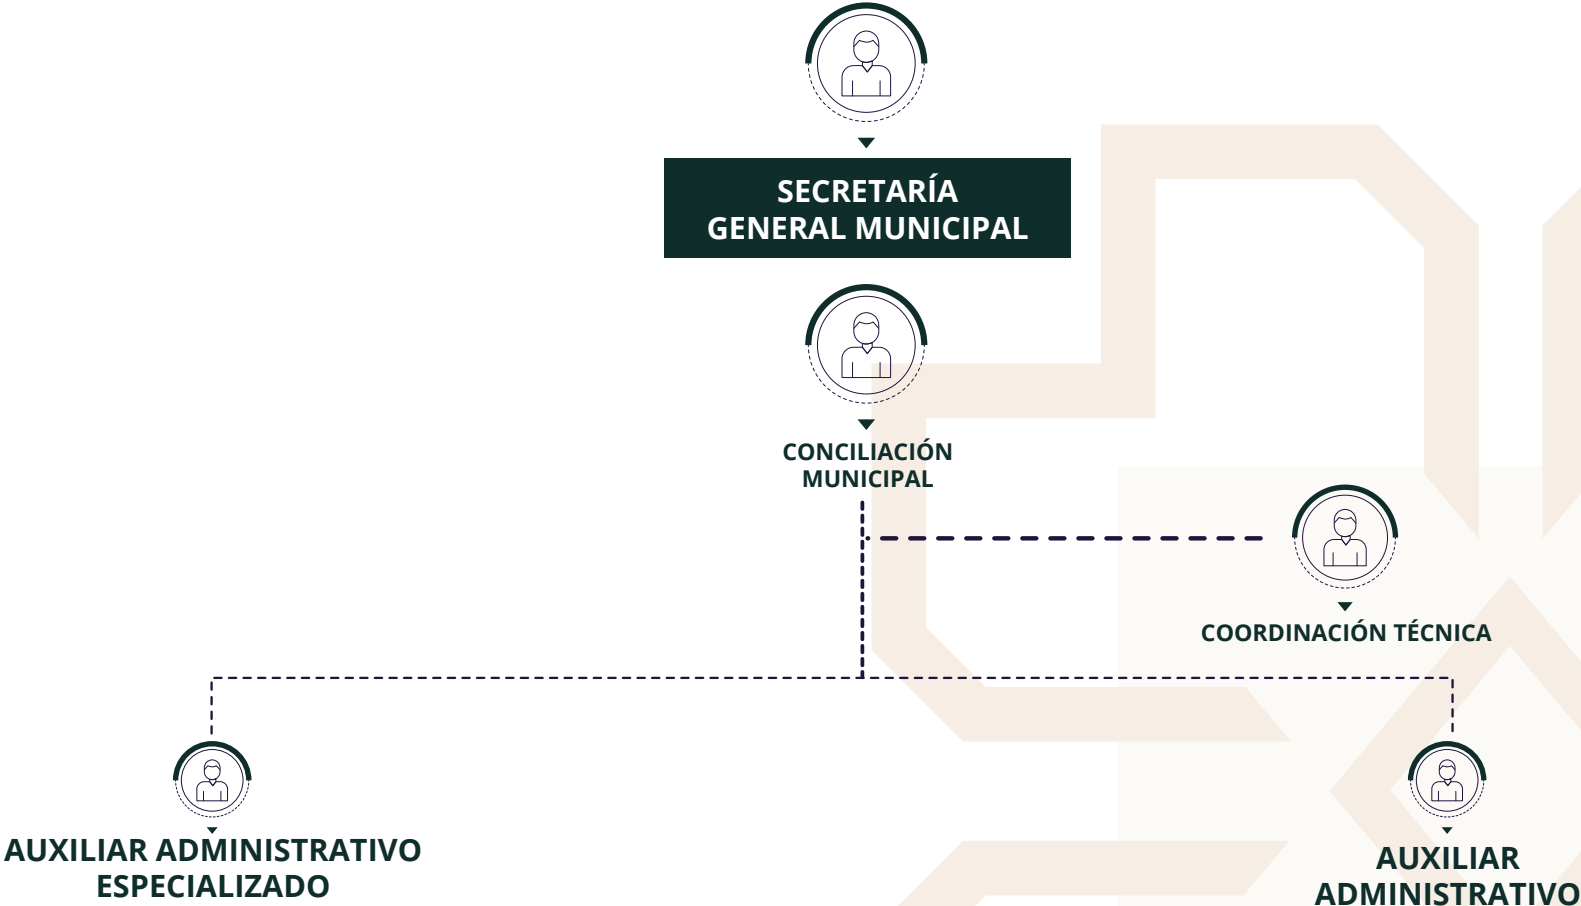 SECRETARÍA
GENERAL MUNICIPAL
CONCILIACIÓN
MUNICIPAL
COORDINACIÓN TÉCNICA
AUXILIAR ADMINISTRATIVO
ESPECIALIZADO
AUXILIAR
ADMINISTRATIVO